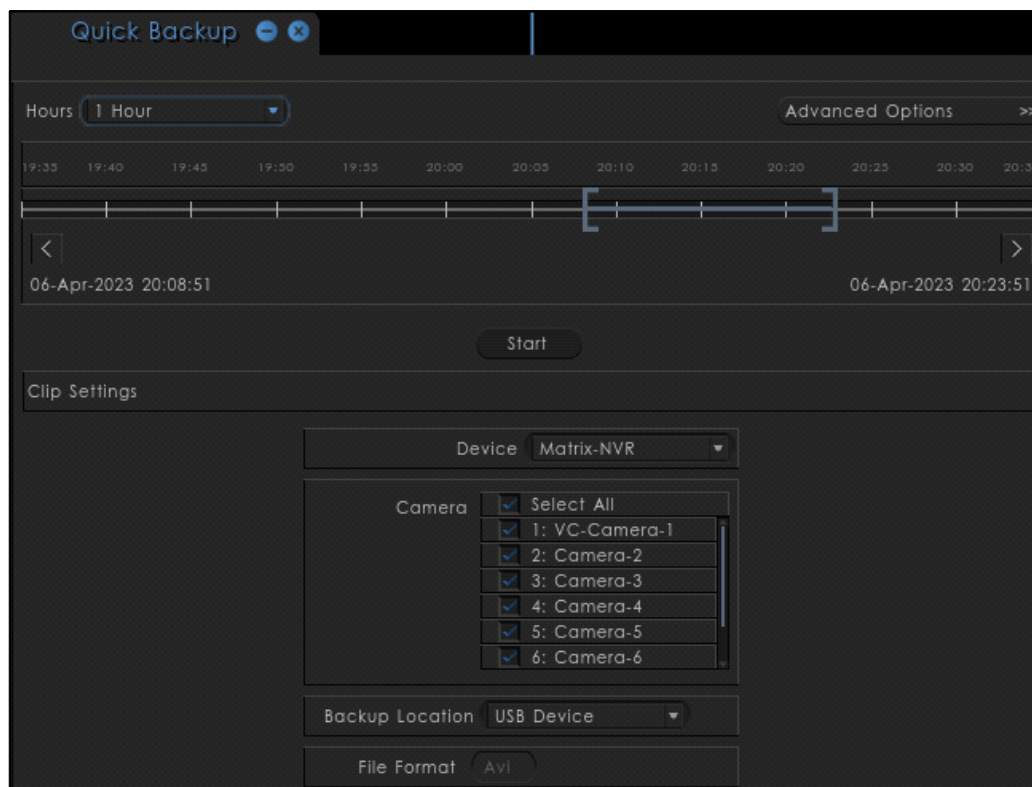 Quick Backup
Hours 1 Hour Advanced Options >>
19:35 19:40 19:45 19:50 19:55 20:00 20:05 20:10 20:15 20:20 20:25 20:30 20:3
< >
06-Apr-2023 20:08:51 06-Apr-2023 20:23:51
Start
Clip Settings
Device Matrix-NVR
Camera Select All
1: VC-Camera-1
2: Camera-2
3: Camera-3
4: Camera-4
5: Camera-5
6: Camera-6
Backup Location USB Device
File Format Avi